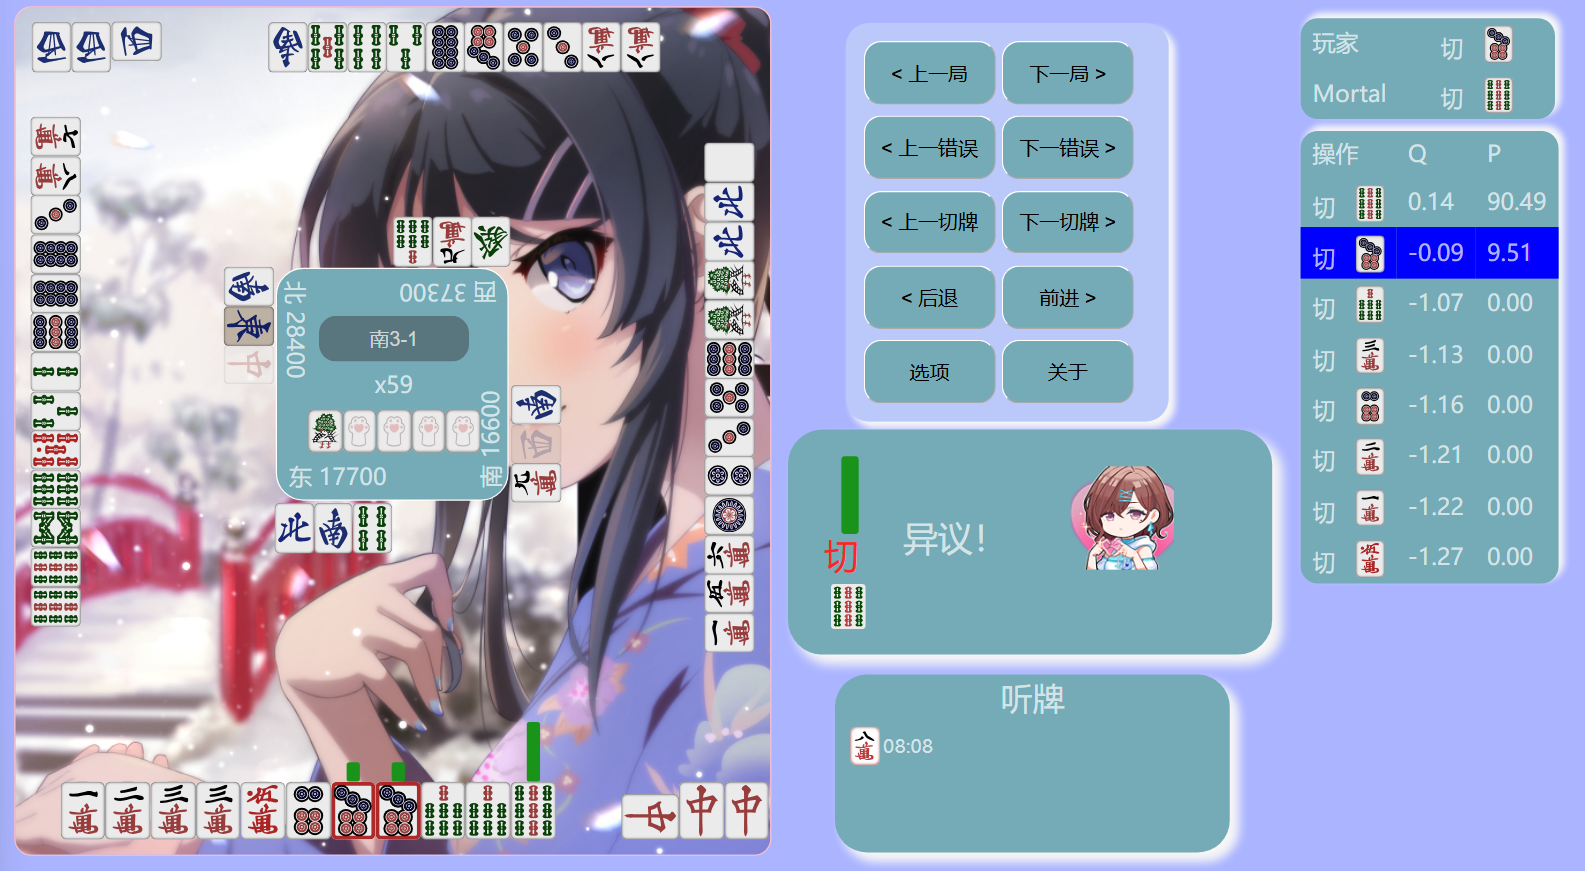 < 上一局
下一局 >
< 上一错误
下一错误 >
< 上一切牌
下一切牌 >
< 后退
前进 >
选项
关于
玩家 切
Mortal 切
操作 Q P
切 0.14 90.49
切 -0.09 9.51
切 -1.07 0.00
切 -1.13 0.00
切 -1.16 0.00
切 -1.21 0.00
切 -1.22 0.00
切 -1.27 0.00
西 37300
北 28400
南3-1
x59
南 16600
东 17700
切
异议!
听牌
08:08